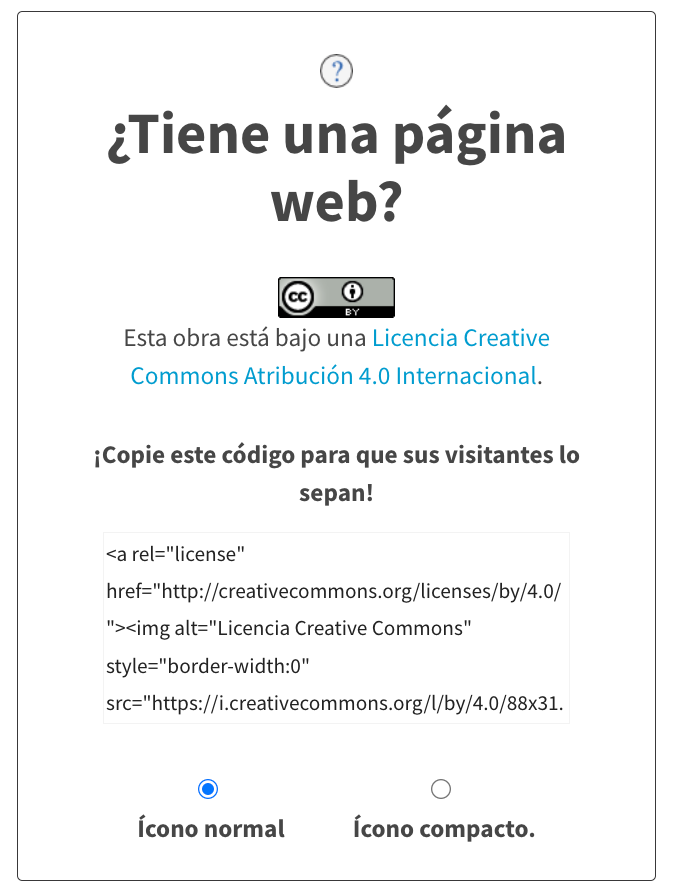 ?
¿Tiene una página
web?
cc
BY
Esta obra está bajo una Licencia Creative
Commons Atribución 4.0 Internacional.
¡Copie este código para que sus visitantes lo
sepan!
<a rel="license"
href="http://creativecommons.org/licenses/by/4.0/
"><img alt="Licencia Creative Commons"
style="border-width:0"
src="https://i.creativecommons.org/l/by/4.0/88x31.
Ícono normal
Ícono compacto.